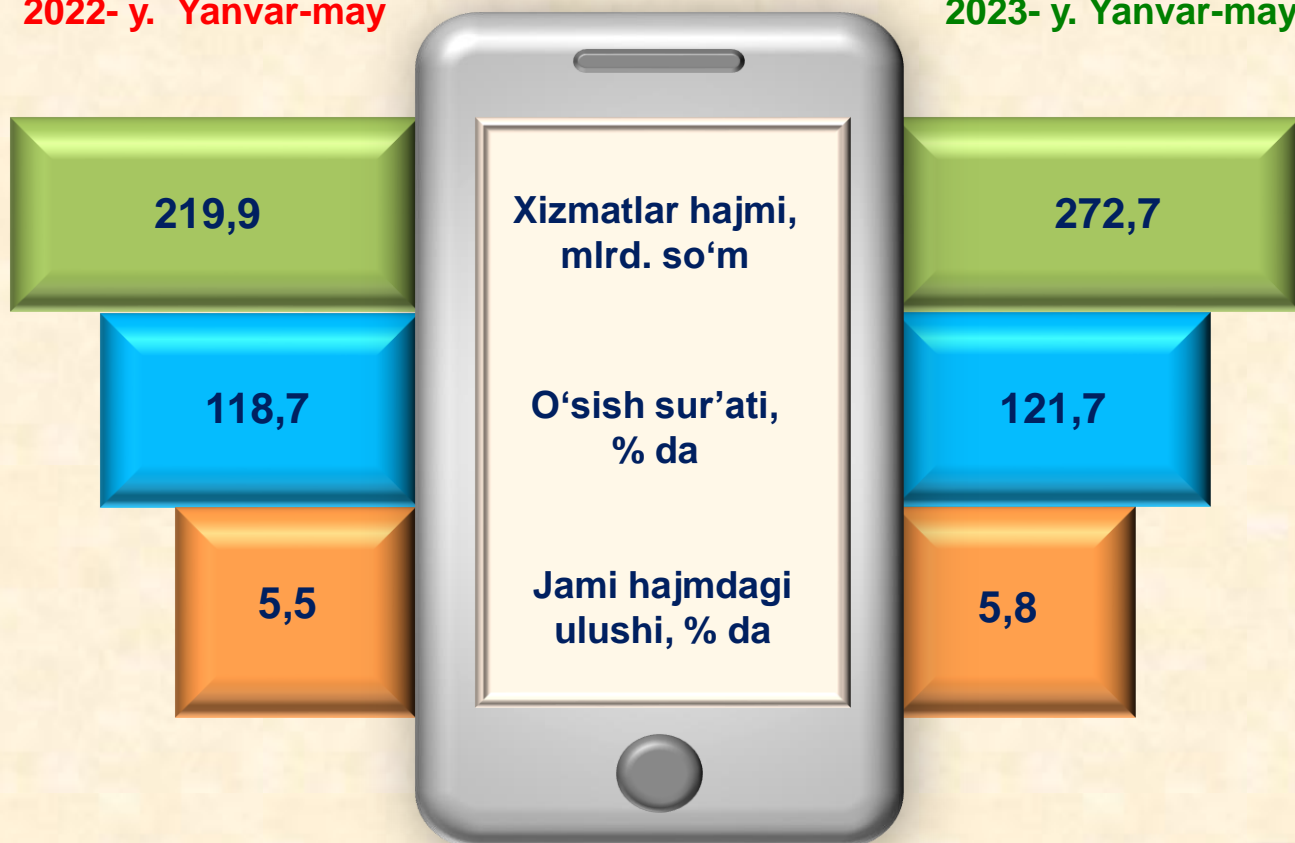 2022- y. Yanvar-may
2023- y. Yanvar-may
219,9
Xizmatlar hajmi,
mlrd. so‘m
272,7
118,7
O‘sish sur’ati,
% da
121,7
5,5
Jami hajmdagi
ulushi, % da
5,8